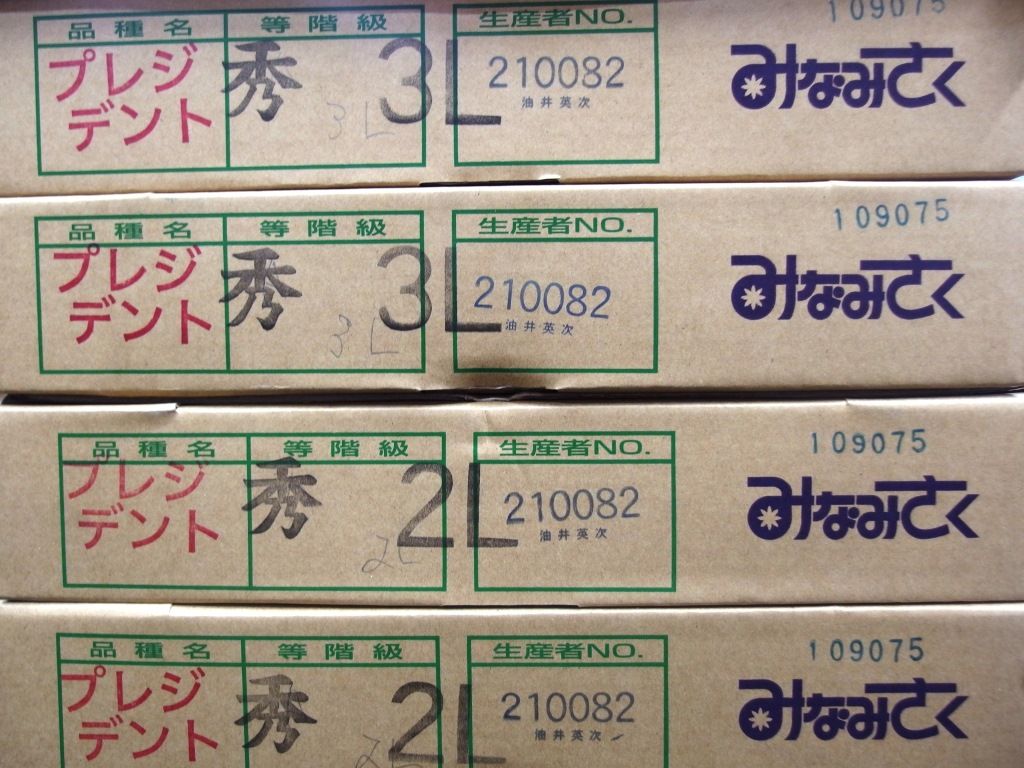 109075
品種名 等階級 生産者NO.
プレジ
デント
秀 3L
3L
210082
油井英次
みなみさく
109075
品種名 等階級 生産者NO.
プレジ
デント
秀 3L
3L
210082
油井英次
みなみさく
109075
品種名 等階級 生産者NO.
プレジ
デント
秀 2L
2L
210082
油井英次
みなみさく
109075
品種名 等階級 生産者NO.
プレジ
デント
秀 2L
2L
210082
油井英次
みなみさく